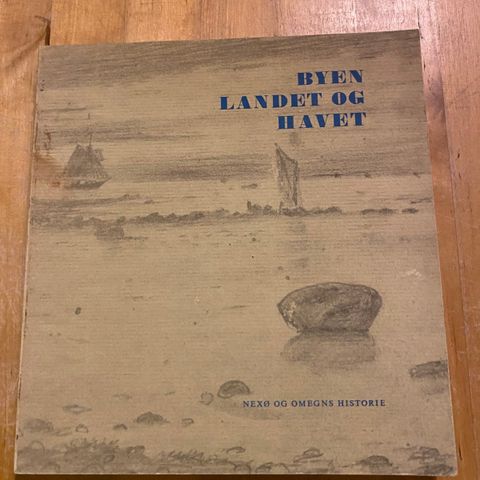 BYEN
LANDET OG
HAVET
NEXØ OG OMEGNS HISTORIE